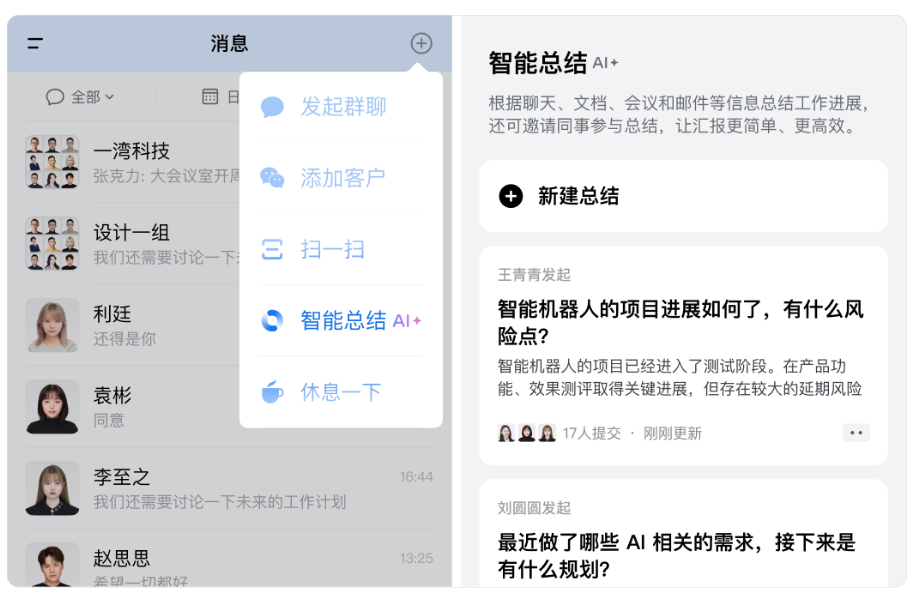 消息
全部
日
发起群聊
添加客户
扫一扫
智能总结 AI
休息一下
一湾科技
张克力: 大会议室开
设计一组
我们还需要讨论一下
利廷
还得是你
袁彬
同意
李至之
16:44
我们还需要讨论一下未来的工作计划
赵思思
13:25
希望一切都好
智能总结 AI
根据聊天、文档、会议和邮件等信息总结工作进展，
还可邀请同事参与总结，让汇报更简单、更高效。
新建总结
王青青发起
智能机器人的项目进展如何了，有什么风
险点？
智能机器人的项目已经进入了测试阶段。在产品功
能、效果测评取得关键进展，但存在较大的延期风险
17人提交 · 刚刚更新
刘圆圆发起
最近做了哪些 AI 相关的需求，接下来是
有什么规划？